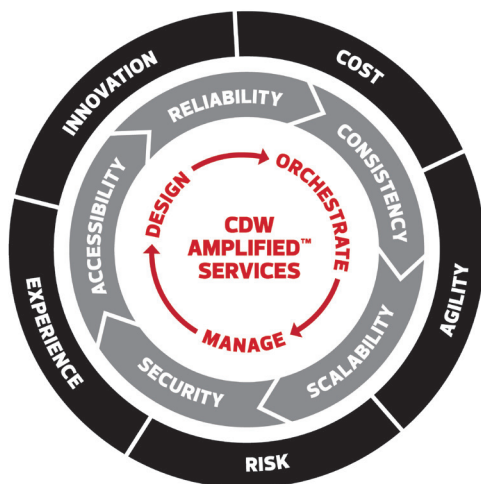 INNOVATION
COST
AGILITY
RISK
EXPERIENCE
RELIABILITY
CONSISTENCY
SCALABILITY
SECURITY
ACCESSIBILITY
DESIGN
ORCHESTRATE
MANAGE
CDW
AMPLIFIED™
SERVICES